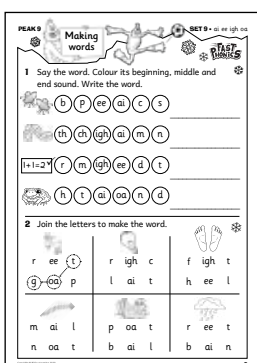 PEAK 9
Making words
SET 9 • ai ee igh oa
FAST PHONICS
1 Say the word. Colour its beginning, middle and
end sound. Write the word.
b p ee ai c s
th ch igh ai m n
1+1=2 r m igh ee d t
h t ai oa n d
2 Join the letters to make the word.
r ee t r igh c f igh t
g oa p l ai t h ee l
m ai l p oa t r ee t
n oa t b ai l b ai n